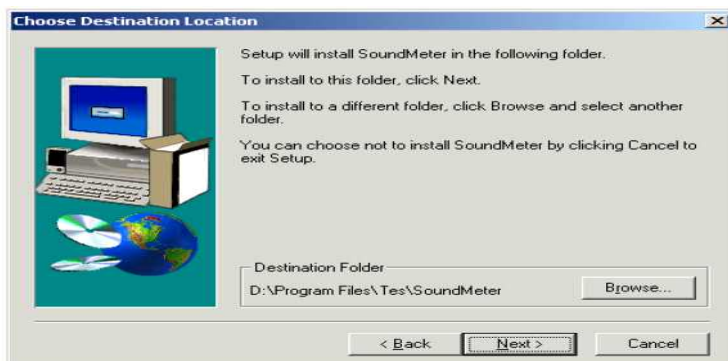 Choose Destination Location
Setup will install SoundMeter in the following folder.
To install to this folder, click Next.
To install to a different folder, click Browse and select another
folder.
You can choose not to install SoundMeter by clicking Cancel to
exit Setup.
Destination Folder
D:\Program Files\Tes\SoundMeter
Browse...
< Back
Next >
Cancel